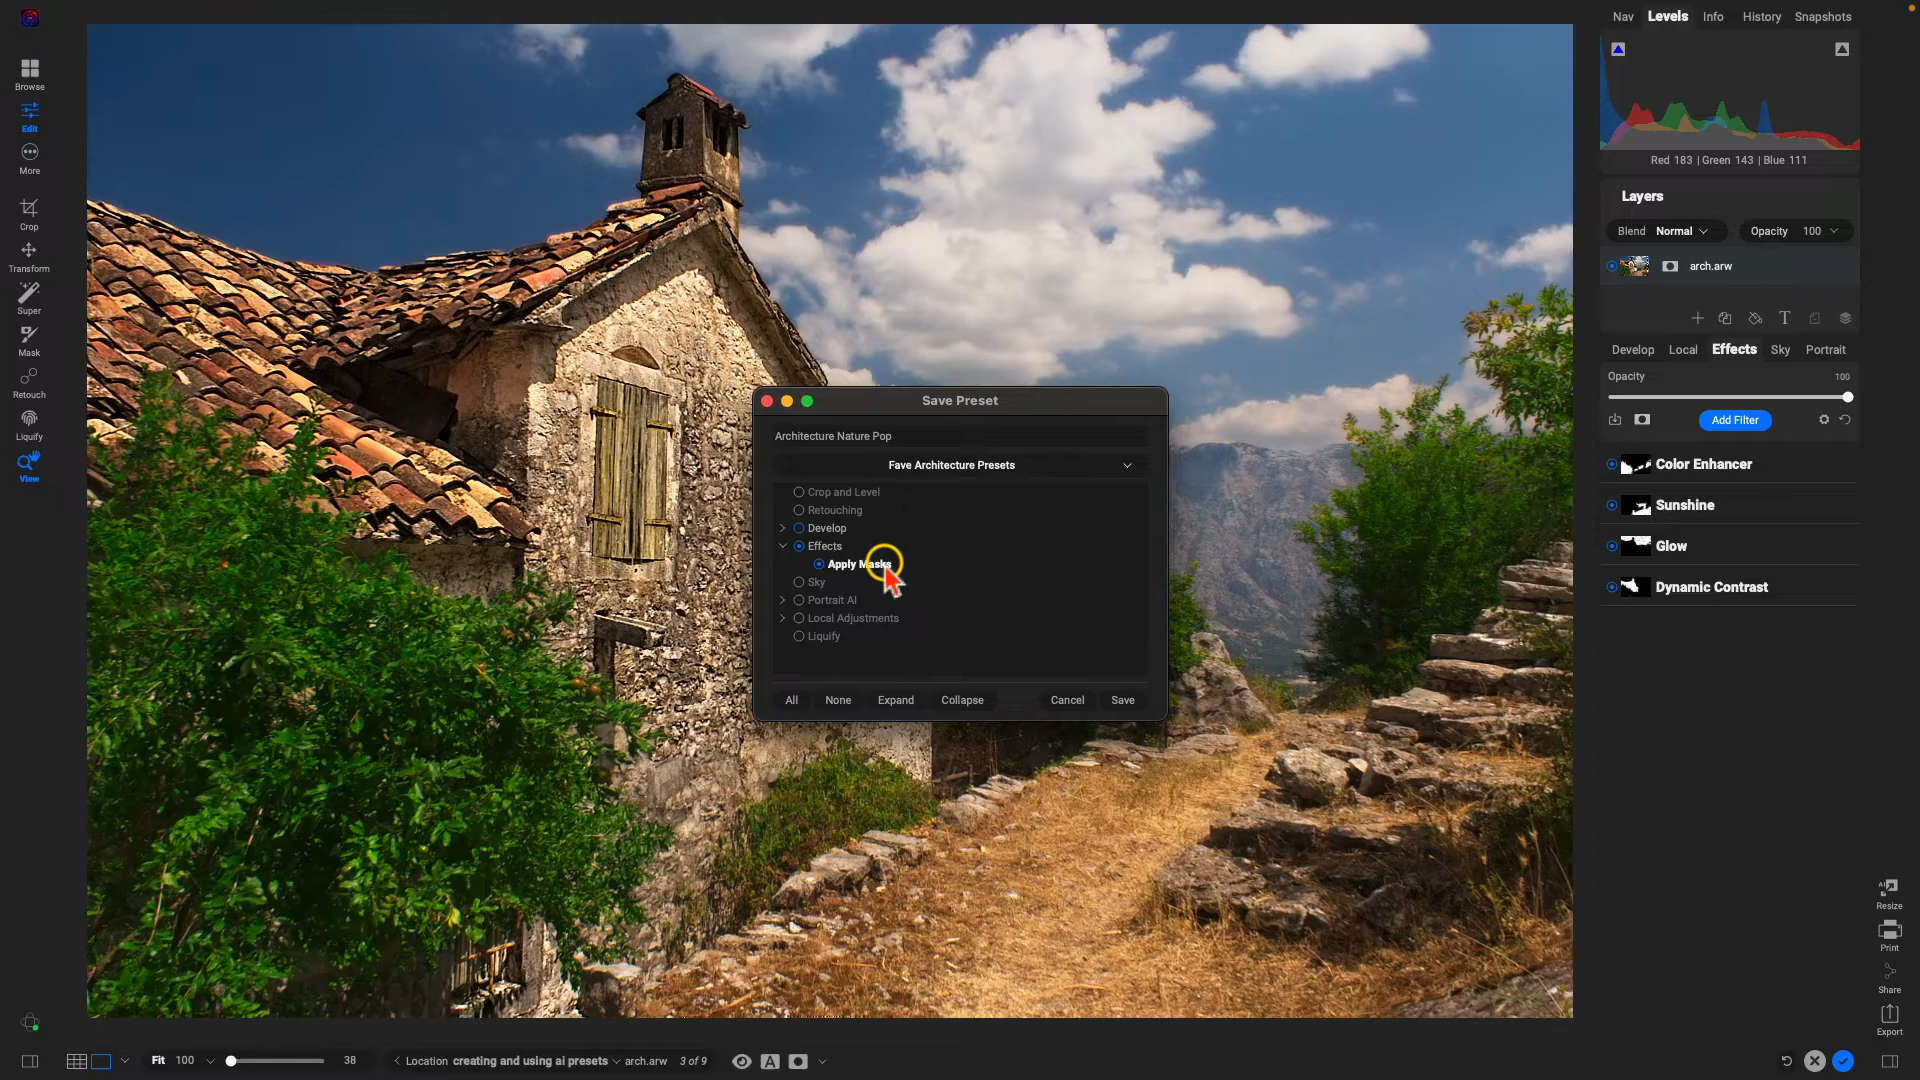 Browse
Edit
More
Crop
Transform
Super
Mask
Retouch
Liquify
View
Nav Levels Info History Snapshots
Red 183 | Green 143 | Blue 111
Layers
Blend Normal Opacity 100
arch.arw
T
Develop Local Effects Sky Portrait
Opacity 100
Add Filter
Color Enhancer
Sunshine
Glow
Dynamic Contrast
Save Preset
Architecture Nature Pop
Fave Architecture Presets
Crop and Level
Retouching
Develop
Effects
Apply Masks
Sky
Portrait AI
Local Adjustments
Liquify
All None Expand Collapse Cancel Save
AI
Resize
Print
Share
Export
Fit 100 38 Location creating and using ai presets arch.arw 3 of 9 A